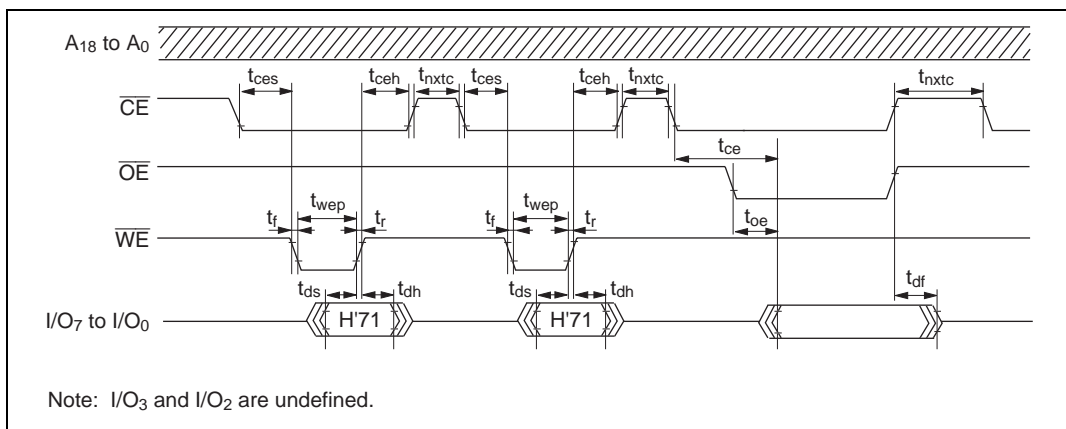 A18 to A0
tces tceh tnxtc tces tceh tnxtc tnxtc
CE
tce
OE
twep twep
tf tr tf tr toe
WE
tds tdh tds tdh tdf
I/O7 to I/O0 H'71 H'71
Note: I/O3 and I/O2 are undefined.